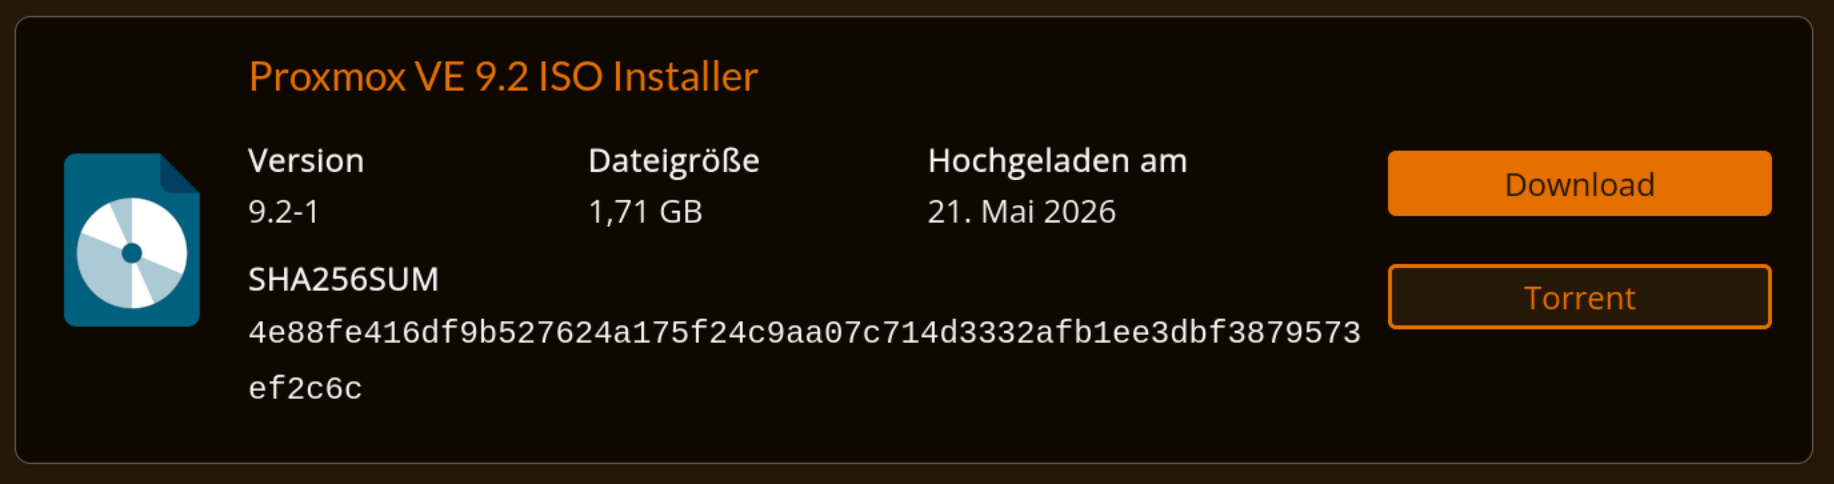 Proxmox VE 9.2 ISO Installer
Version Dateigröße Hochgeladen am
9.2-1 1,71 GB 21. Mai 2026
Download
SHA256SUM
4e88fe416df9b527624a175f24c9aa07c714d3332afb1ee3dbf3879573
ef2c6c
Torrent